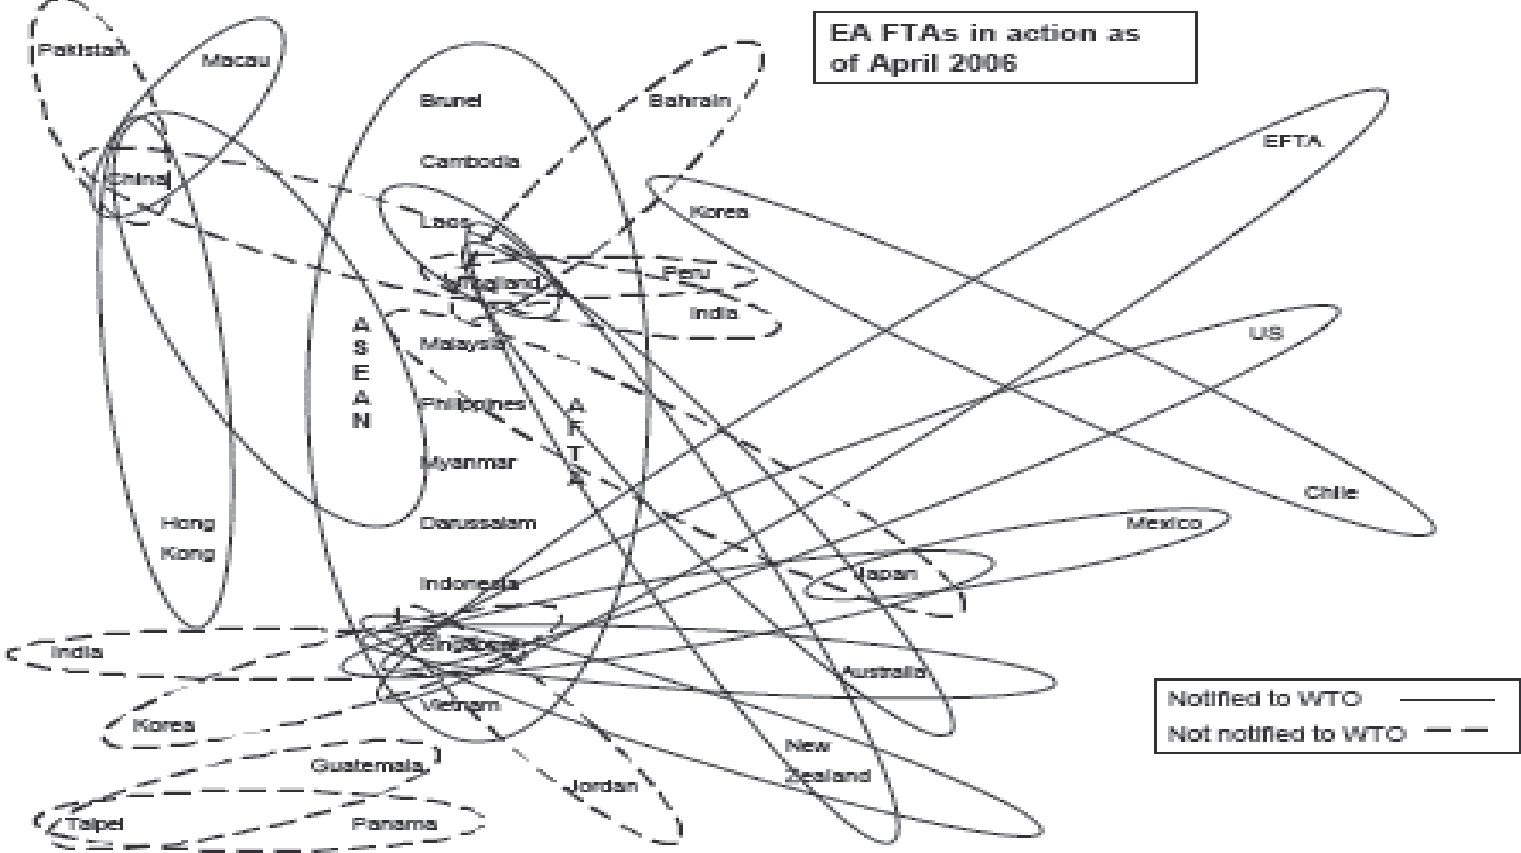 EA FTAs in action as
of April 2006
Pakistan
Macau
China
Hong
Kong
Brunei
Cambodia
Laos
Thailand
Malaysia
Philippines
Myanmar
Darussalam
Indonesia
Singapore
Vietnam
ASEAN
AFTA
Bahrain
Korea
Peru
India
EFTA
US
Chile
Mexico
Japan
Australia
New
Zealand
Jordan
India
Korea
Guatemala
Taipei
Panama
Notified to WTO
Not notified to WTO